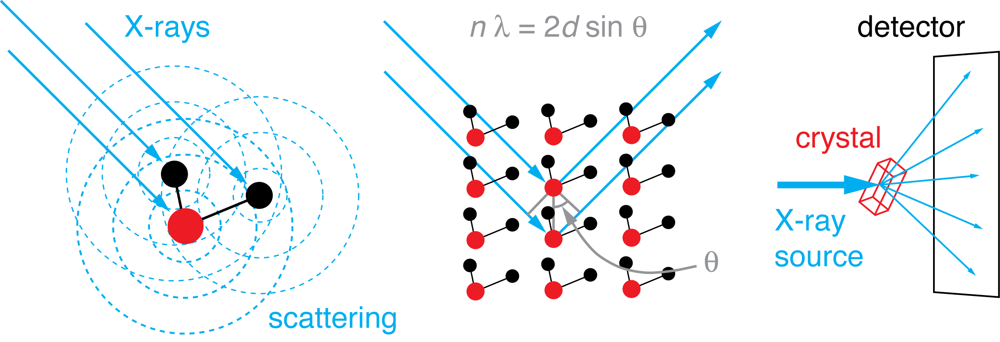 X-rays
n λ = 2d sin θ
detector
crystal
X-ray
source
θ
scattering